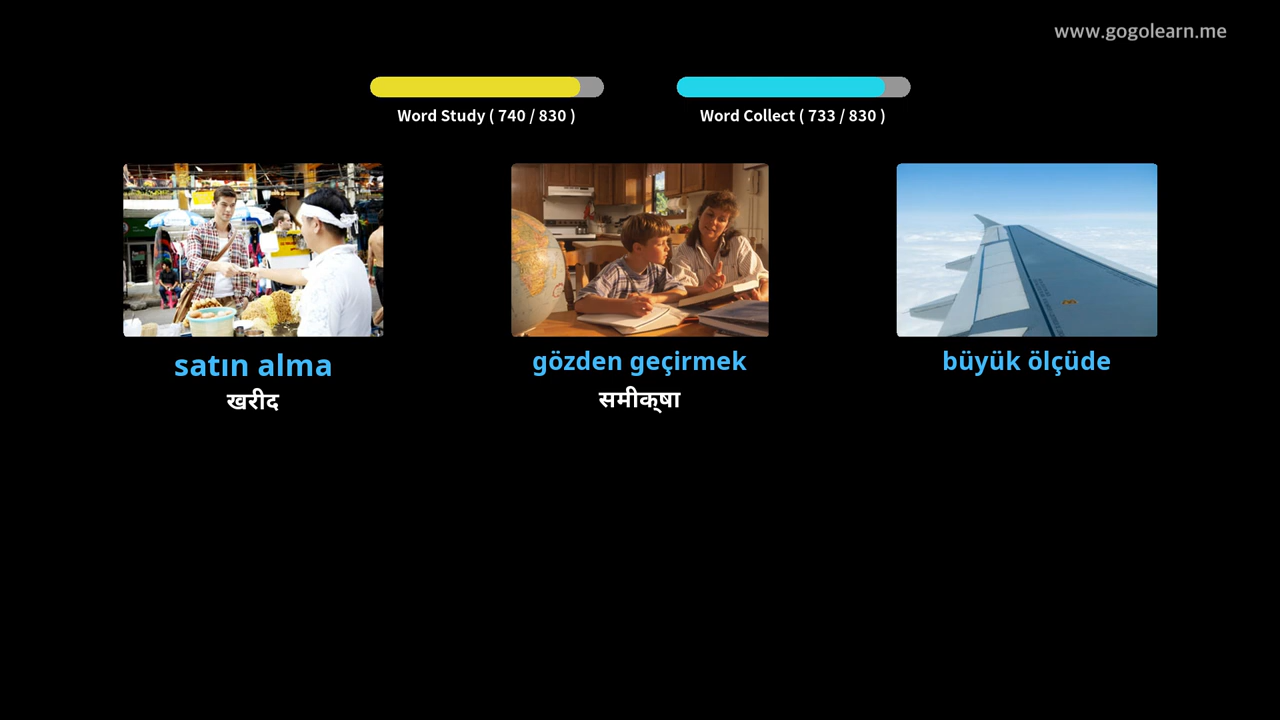 www.gogolearn.me
Word Study ( 740 / 830 )
Word Collect ( 733 / 830 )
satın alma
खरीद
gözden geçirmek
समीक्षा
büyük ölçüde